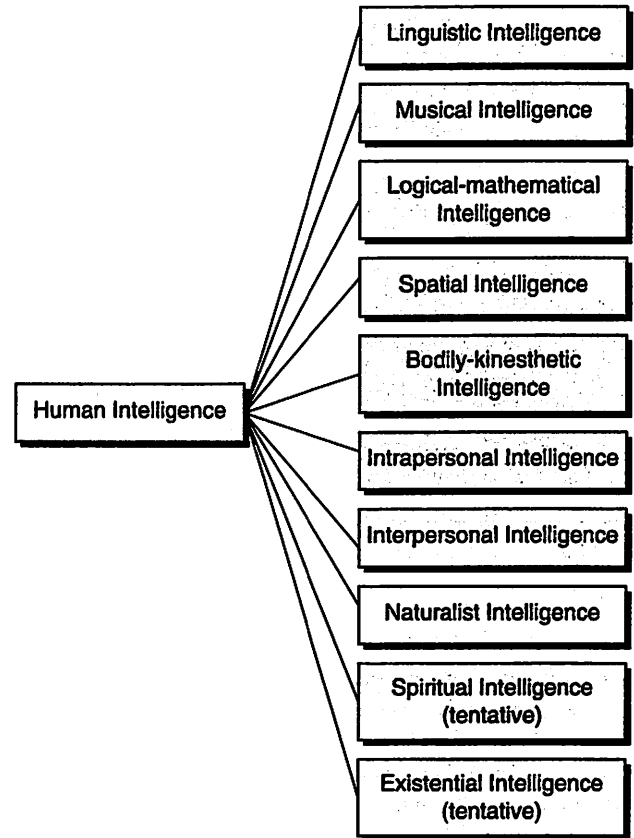 Linguistic Intelligence
Musical Intelligence
Logical-mathematical
Intelligence
Spatial Intelligence
Bodily-kinesthetic
Intelligence
Human Intelligence
Intrapersonal Intelligence
Interpersonal Intelligence
Naturalist Intelligence
Spiritual Intelligence
(tentative)
Existential Intelligence
(tentative)